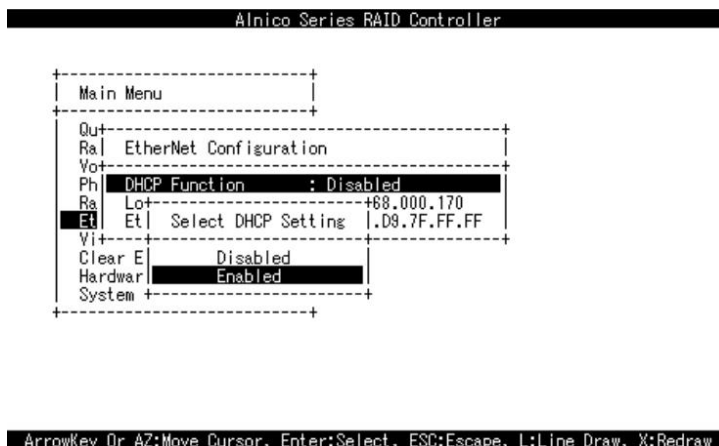 Alnico Series RAID Controller
Main Menu
Qu
Ra EtherNet Configuration
Vo
Ph DHCP Function : Disabled
Ra Lo 68.000.170
Et Et Select DHCP Setting .D9.7F.FF.FF
Vi
Clear E Disabled
Hardwar Enabled
System
ArrowKey Or AZ:Move Cursor, Enter:Select, ESC:Escape, L:Line Draw, X:Redraw